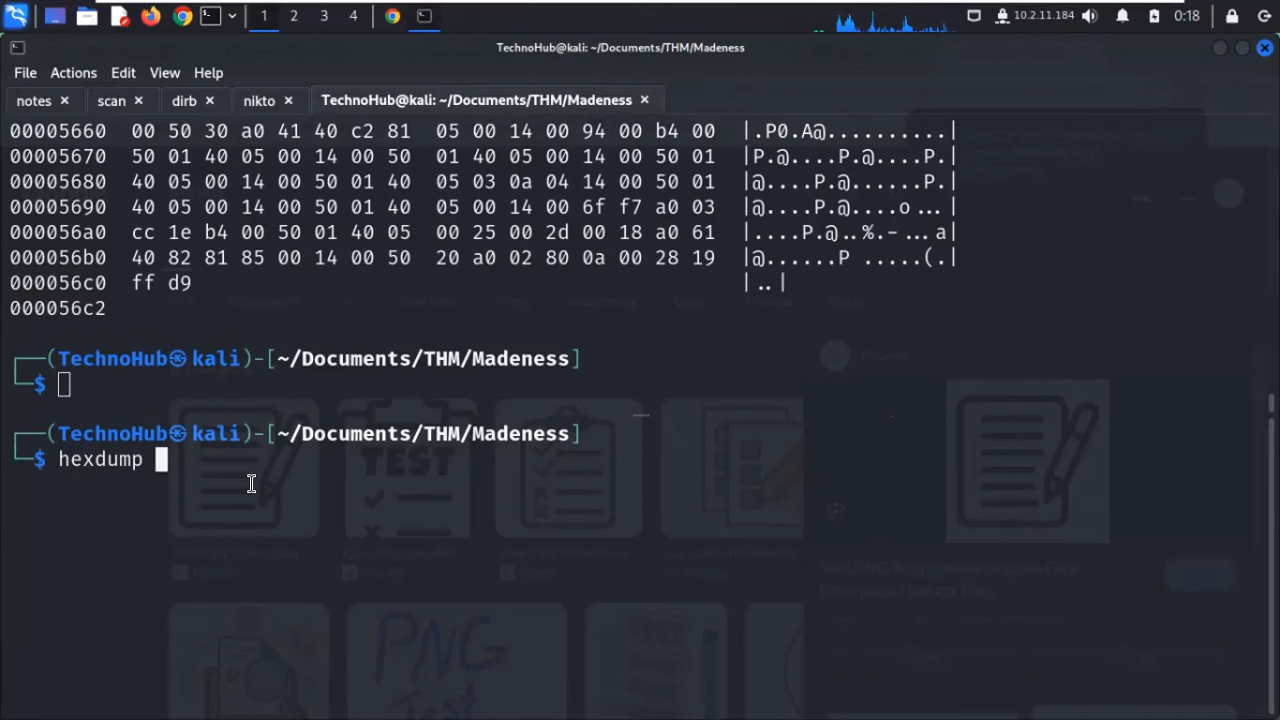 1 2 3 4 10.2.11.184 0:18
TechnoHub@kali: ~/Documents/THM/Madeness
File Actions Edit View Help
notes × scan × dirb × nikto × TechnoHub@kali: ~/Documents/THM/Madeness ×
00005660 00 50 30 a0 41 40 c2 81 05 00 14 00 94 00 b4 00 |.P0.A@..........|
00005670 50 01 40 05 00 14 00 50 01 40 05 00 14 00 50 01 |P.@....P.@....P.|
00005680 40 05 00 14 00 50 01 40 05 03 0a 04 14 00 50 01 |@....P.@......P.|
00005690 40 05 00 14 00 50 01 40 05 00 14 00 6f f7 a0 03 |@....P.@....o...|
000056a0 cc 1e b4 00 50 01 40 05 00 25 00 2d 00 18 a0 61 |....P.@..%.-...a|
000056b0 40 82 81 85 00 14 00 50 20 a0 02 80 0a 00 28 19 |@......P .....(.|
000056c0 ff d9 |..|
000056c2
┌──(TechnoHub㉿kali)-[~/Documents/THM/Madeness]
└─$
┌──(TechnoHub㉿kali)-[~/Documents/THM/Madeness]
└─$ hexdump
TEST
PNG
Test